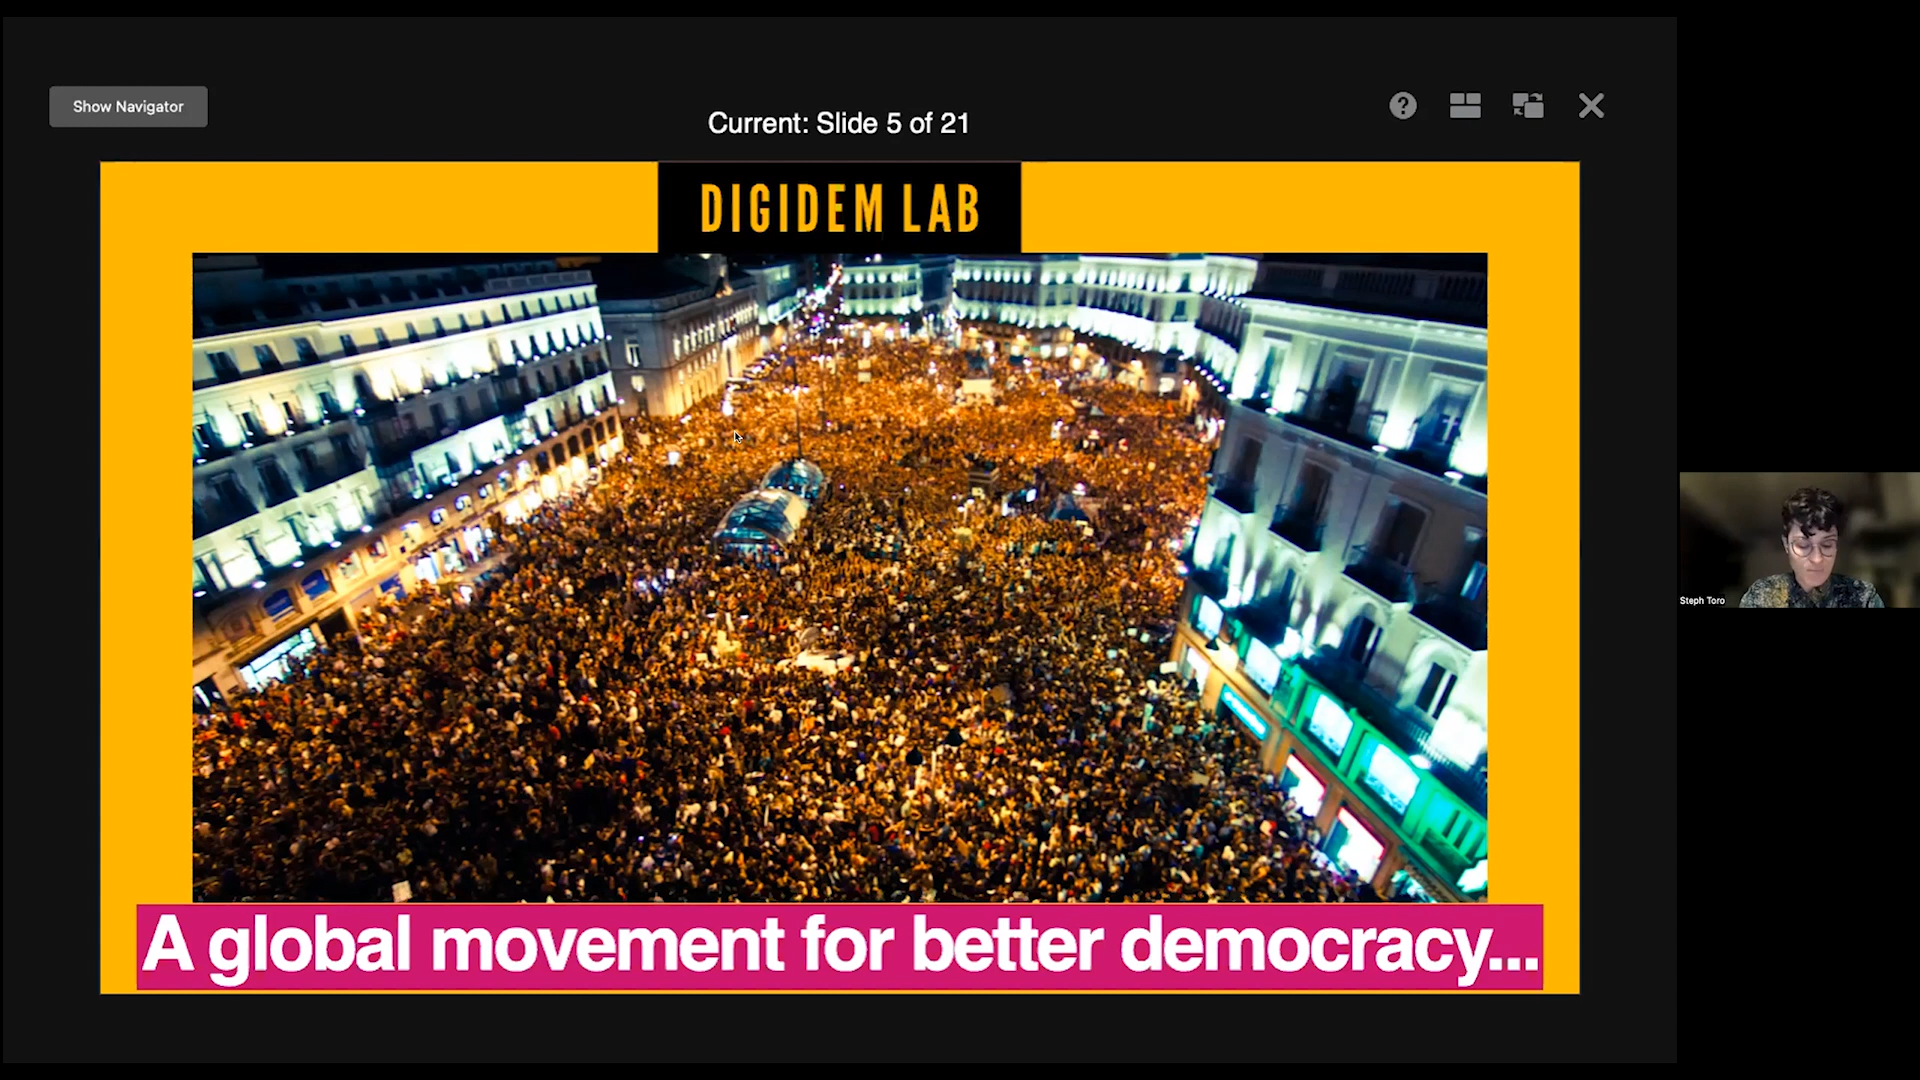 Show Navigator
Current: Slide 5 of 21
DIGIDEM LAB
A global movement for better democracy...
Steph Toro